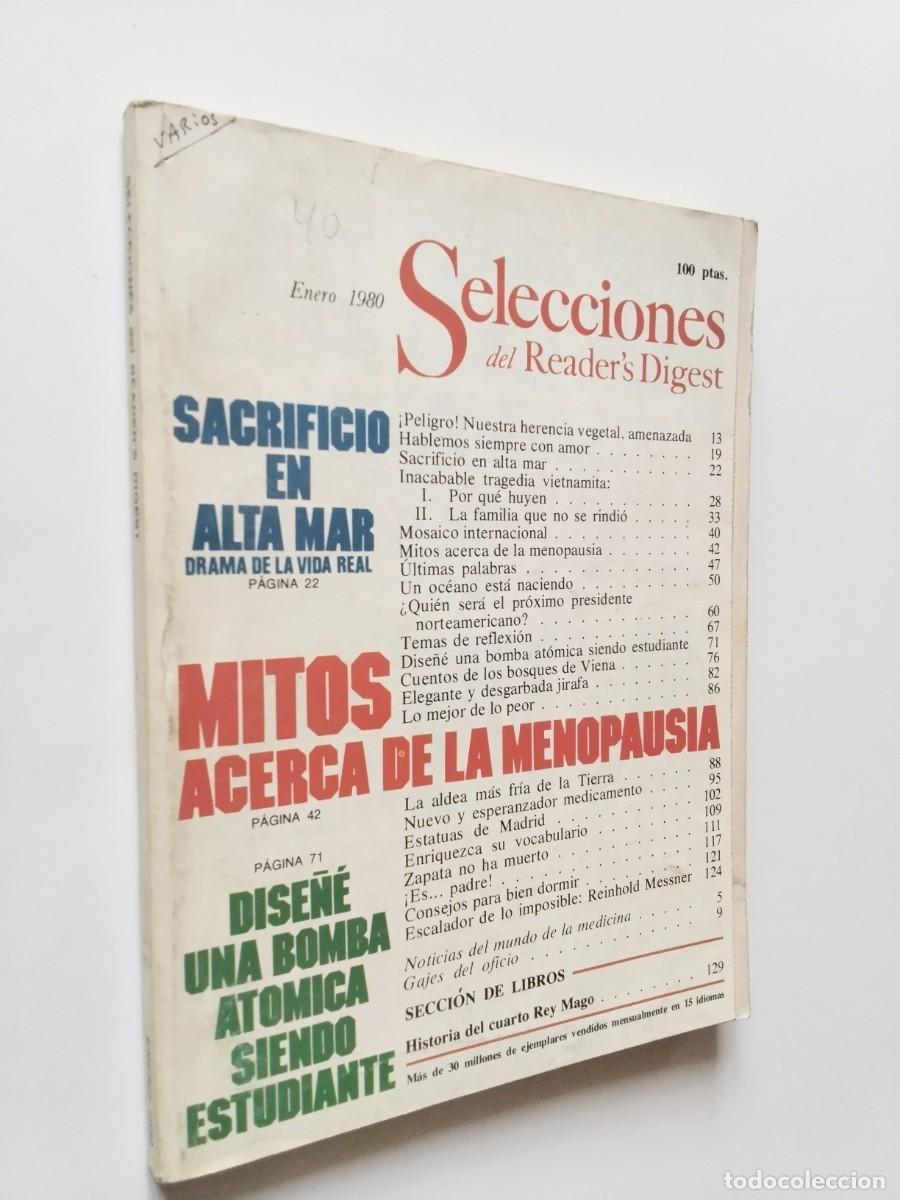 VARIOS
40
100 ptas.
Enero 1980
Selecciones
del Reader's Digest
SACRIFICIO
EN
ALTA MAR
DRAMA DE LA VIDA REAL
PÁGINA 22
¡Peligro! Nuestra herencia vegetal, amenazada 13
Hablemos siempre con amor . . . . . . . . 19
Sacrificio en alta mar . . . . . . . . . . . 22
Inacabable tragedia vietnamita:
I. Por qué huyen . . . . . . . . . . . 28
II. La familia que no se rindió . . . . . 33
Mosaico internacional . . . . . . . . . . . 40
Mitos acerca de la menopausia . . . . . . . 42
Últimas palabras . . . . . . . . . . . . . 47
Un océano está naciendo . . . . . . . . . . 50
¿Quién será el próximo presidente
norteamericano? . . . . . . . . . . . . 60
Temas de reflexión . . . . . . . . . . . . 67
Diseñé una bomba atómica siendo estudiante 71
Cuentos de los bosques de Viena . . . . . . 76
Elegante y desgarbada jirafa . . . . . . . . 82
Lo mejor de lo peor . . . . . . . . . . . . 86
MITOS
ACERCA DE LA MENOPAUSIA
PÁGINA 42
La aldea más fría de la Tierra . . . . . . 88
Nuevo y esperanzador medicamento . . . . 95
Estatuas de Madrid . . . . . . . . . . . 102
Enriquezca su vocabulario . . . . . . . . 109
Zapata no ha muerto . . . . . . . . . . 111
¡Es... padre! . . . . . . . . . . . . . 117
Consejos para bien dormir . . . . . . . . 121
Escalador de lo imposible: Reinhold Messner 124
Noticias del mundo de la medicina . . . . . 5
Gajes del oficio . . . . . . . . . . . . . 9
SECCIÓN DE LIBROS
Historia del cuarto Rey Mago . . . . . . . 129
Más de 30 millones de ejemplares vendidos mensualmente en 15 idiomas
PÁGINA 71
DISEÑÉ
UNA BOMBA
ATOMICA
SIENDO
ESTUDIANTE
SELECCIONES del READER'S DIGEST
todocoleccion